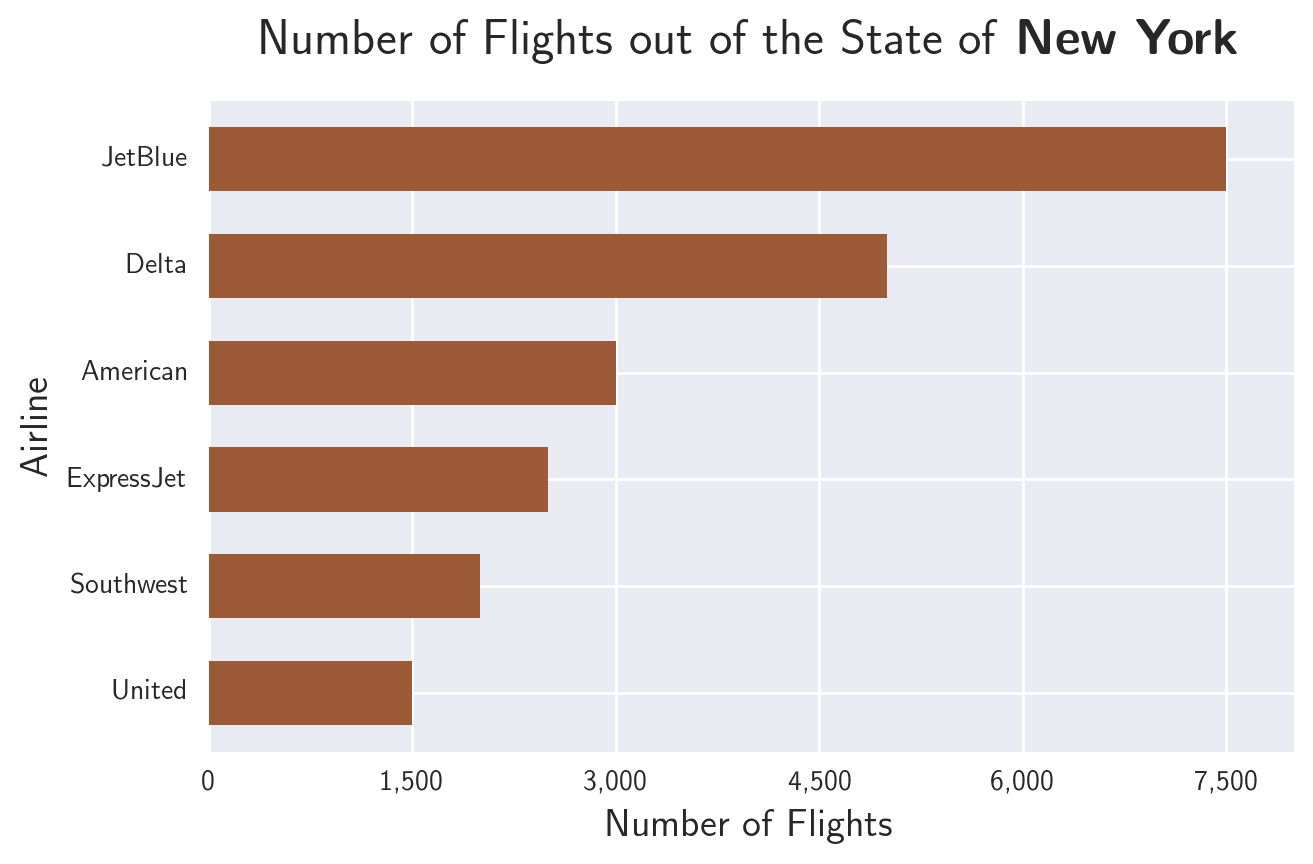 Number of Flights out of the State of New York
JetBlue
Delta
American
Airline
ExpressJet
Southwest
United
0 1,500 3,000 4,500 6,000 7,500
Number of Flights